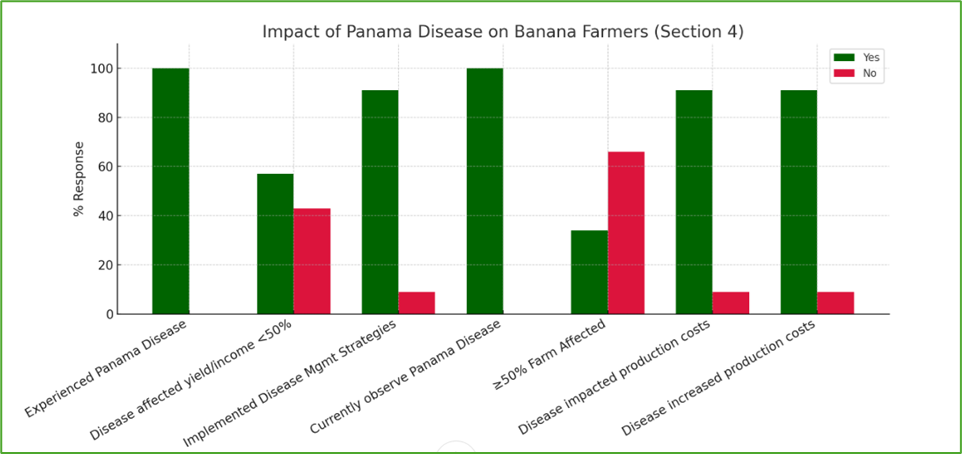 Impact of Panama Disease on Banana Farmers (Section 4)
Yes
No
% Response
100
80
60
40
20
0
Experienced Panama Disease
Disease affected yield/income <50%
Implemented Disease Mgmt Strategies
Currently observe Panama Disease
≥50% Farm Affected
Disease impacted production costs
Disease increased production costs